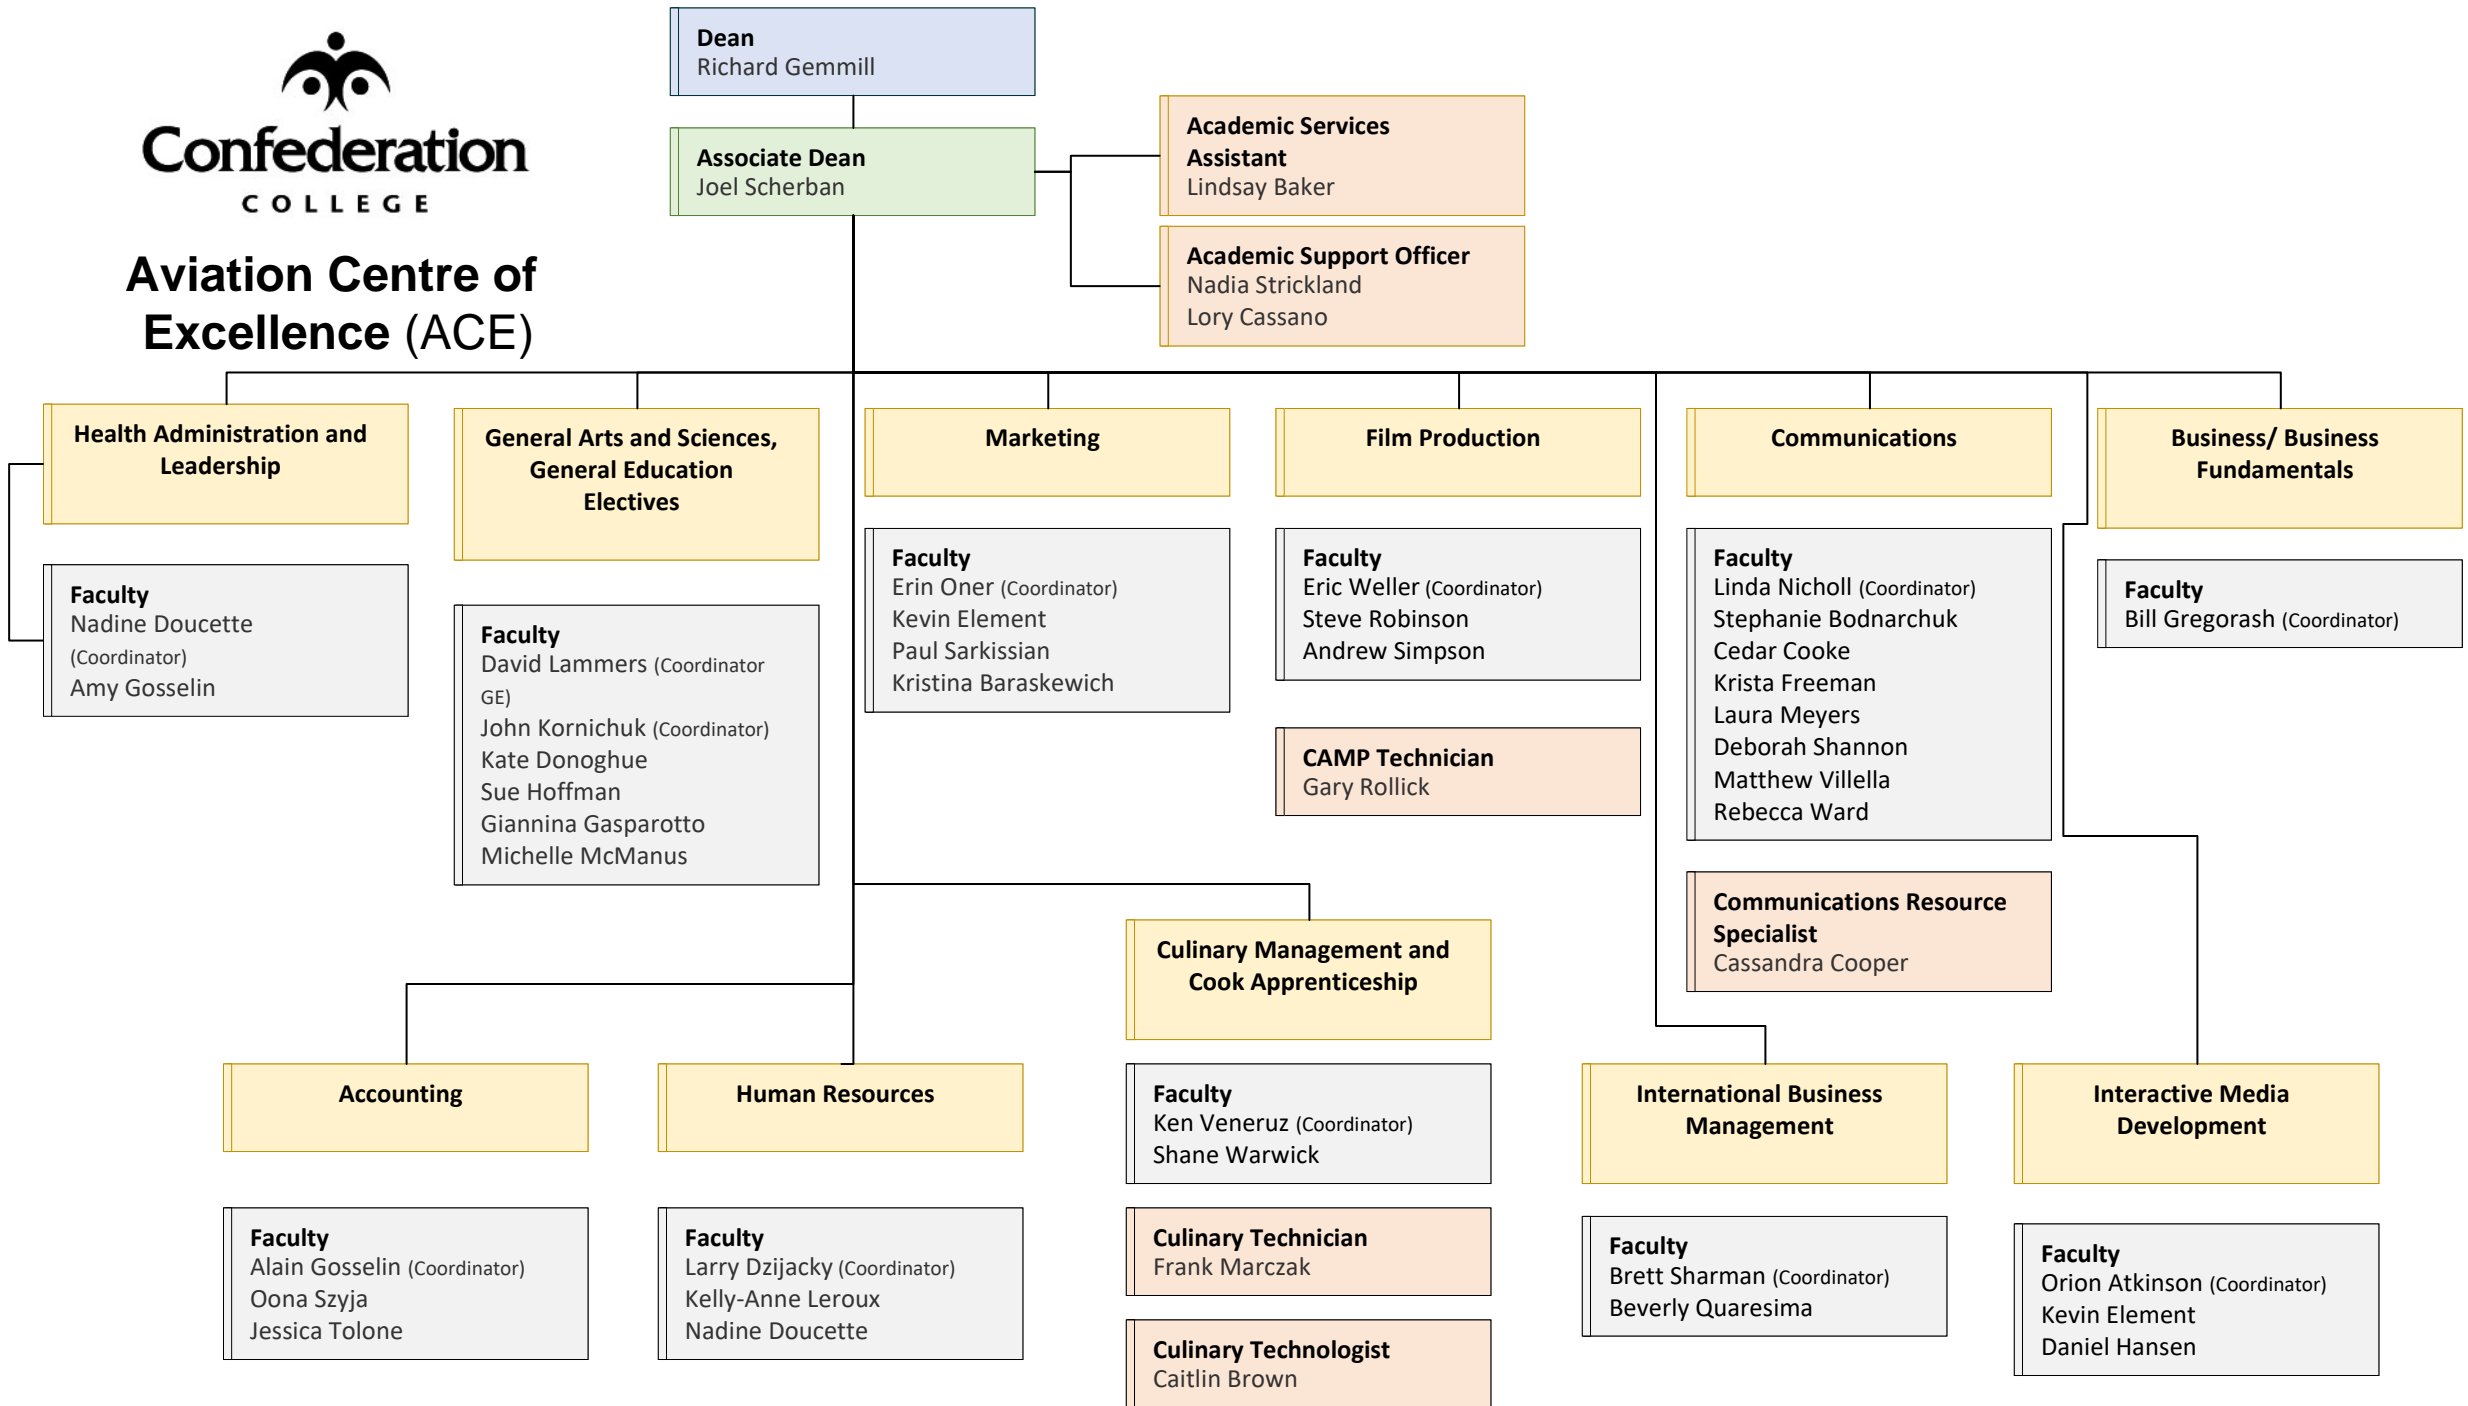 Confederation
COLLEGE
Aviation Centre of
Excellence (ACE)
Dean
Richard Gemmill
Associate Dean
Joel Scherban
Academic Services
Assistant
Lindsay Baker
Academic Support Officer
Nadia Strickland
Lory Cassano
Health Administration and
Leadership
Faculty
Nadine Doucette
(Coordinator)
Amy Gosselin
General Arts and Sciences,
General Education
Electives
Faculty
David Lammers (Coordinator
GE)
John Kornichuk (Coordinator)
Kate Donoghue
Sue Hoffman
Giannina Gasparotto
Michelle McManus
Marketing
Faculty
Erin Oner (Coordinator)
Kevin Element
Paul Sarkissian
Kristina Baraskewich
Film Production
Faculty
Eric Weller (Coordinator)
Steve Robinson
Andrew Simpson
CAMP Technician
Gary Rollick
Communications
Faculty
Linda Nicholl (Coordinator)
Stephanie Bodnarchuk
Cedar Cooke
Krista Freeman
Laura Meyers
Deborah Shannon
Matthew Villella
Rebecca Ward
Communications Resource
Specialist
Cassandra Cooper
Business/ Business
Fundamentals
Faculty
Bill Gregorash (Coordinator)
Accounting
Faculty
Alain Gosselin (Coordinator)
Oona Szyja
Jessica Tolone
Human Resources
Faculty
Larry Dzijacky (Coordinator)
Kelly-Anne Leroux
Nadine Doucette
Culinary Management and
Cook Apprenticeship
Faculty
Ken Veneruz (Coordinator)
Shane Warwick
Culinary Technician
Frank Marczak
Culinary Technologist
Caitlin Brown
International Business
Management
Faculty
Brett Sharman (Coordinator)
Beverly Quaresima
Interactive Media
Development
Faculty
Orion Atkinson (Coordinator)
Kevin Element
Daniel Hansen